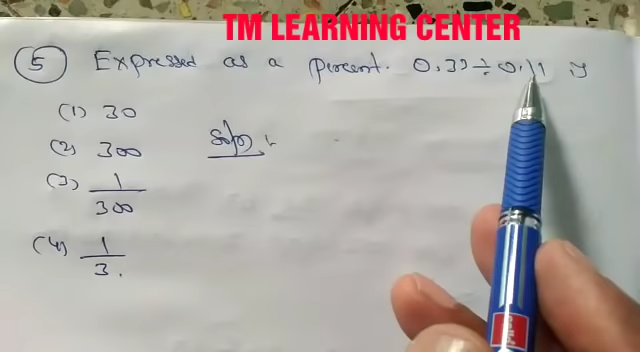 TM LEARNING CENTER
(5) Expressed as a percent. 0.33÷0.11 is
(1) 30
(2) 300
(3) 1/300
(4) 1/3.
Soln: